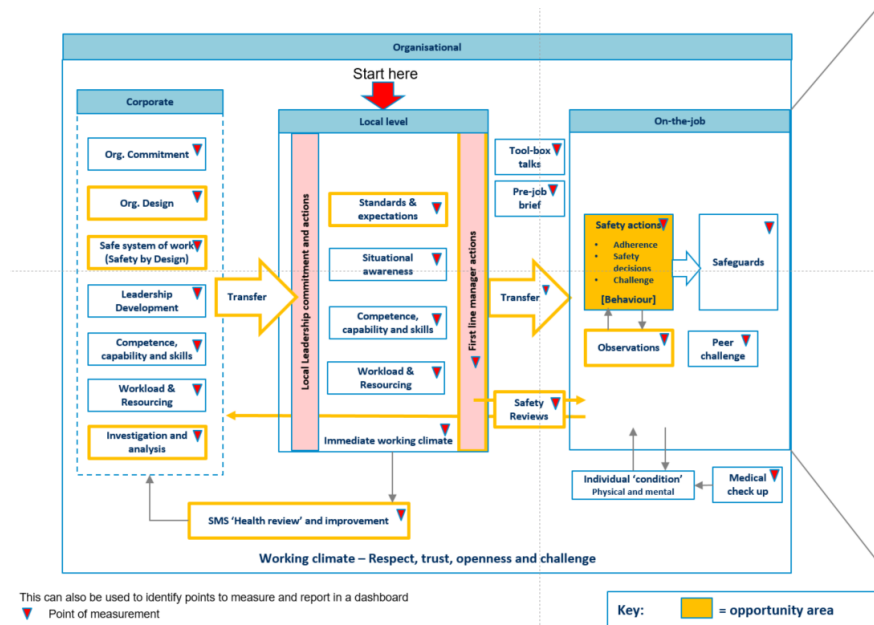 Organisational
Start here
Corporate
Org. Commitment
Org. Design
Safe system of work
(Safety by Design)
Leadership
Development
Competence,
capability and skills
Workload &
Resourcing
Investigation and
analysis
Transfer
Local level
Local Leadership commitment and actions
Standards &
expectations
Situational
awareness
Competence,
capability and skills
Workload &
Resourcing
Immediate working climate
First line manager actions
Tool-box
talks
Pre-job
brief
Transfer
Safety
Reviews
On-the-job
Safety actions
• Adherence
• Safety
decisions
• Challenge
[Behaviour]
Safeguards
Observations
Peer
challenge
Individual ‘condition’
Physical and mental
Medical
check up
SMS ‘Health review’ and improvement
Working climate – Respect, trust, openness and challenge
This can also be used to identify points to measure and report in a dashboard
Point of measurement
Key:
= opportunity area